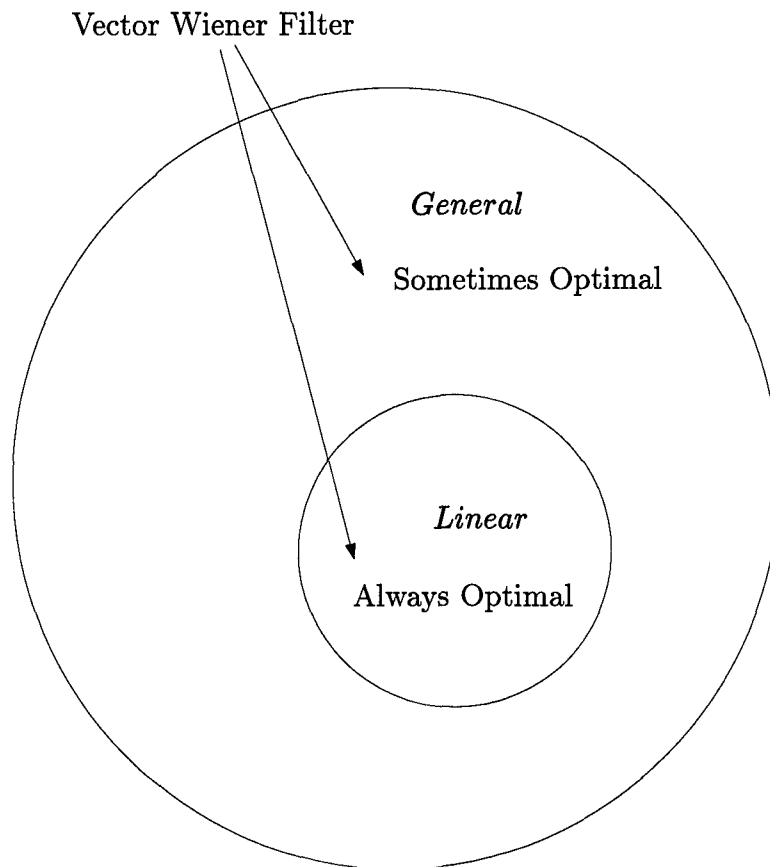 Vector Wiener Filter
General
Sometimes Optimal
Linear
Always Optimal